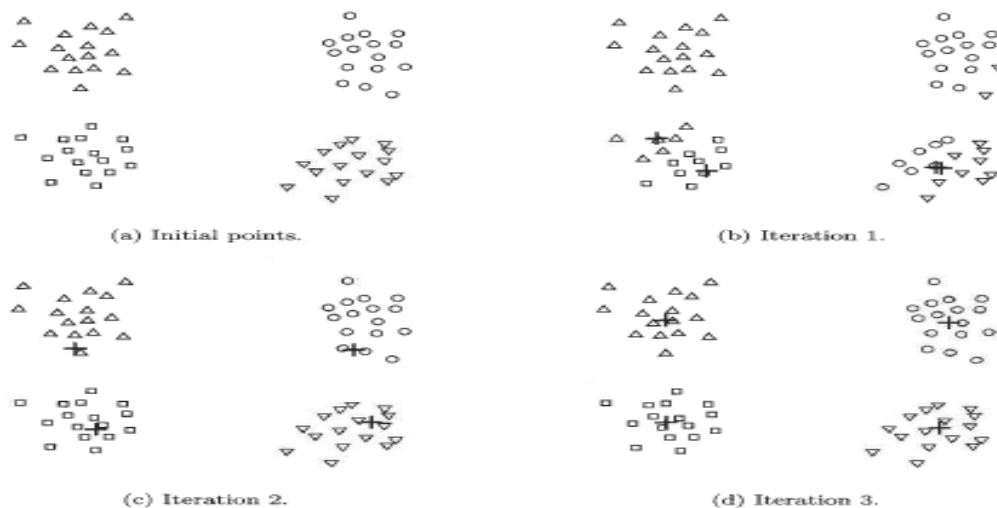 (a) Initial points.
(b) Iteration 1.
(c) Iteration 2.
(d) Iteration 3.